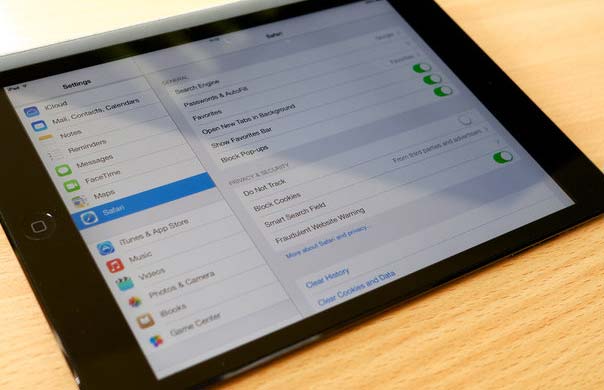 iPad
Settings
iCloud
Mail, Contacts, Calendars
Notes
Reminders
Messages
FaceTime
Maps
Safari
iTunes & App Store
Music
Videos
Photos & Camera
iBooks
Game Center
Safari
GENERAL
Search Engine
Google
Passwords & AutoFill
Favorites
Favorites
Open New Tabs in Background
Show Favorites Bar
Block Pop-ups
PRIVACY & SECURITY
Do Not Track
Block Cookies
From third parties and advertisers
Smart Search Field
Fraudulent Website Warning
More about Safari and privacy...
Clear History
Clear Cookies and Data